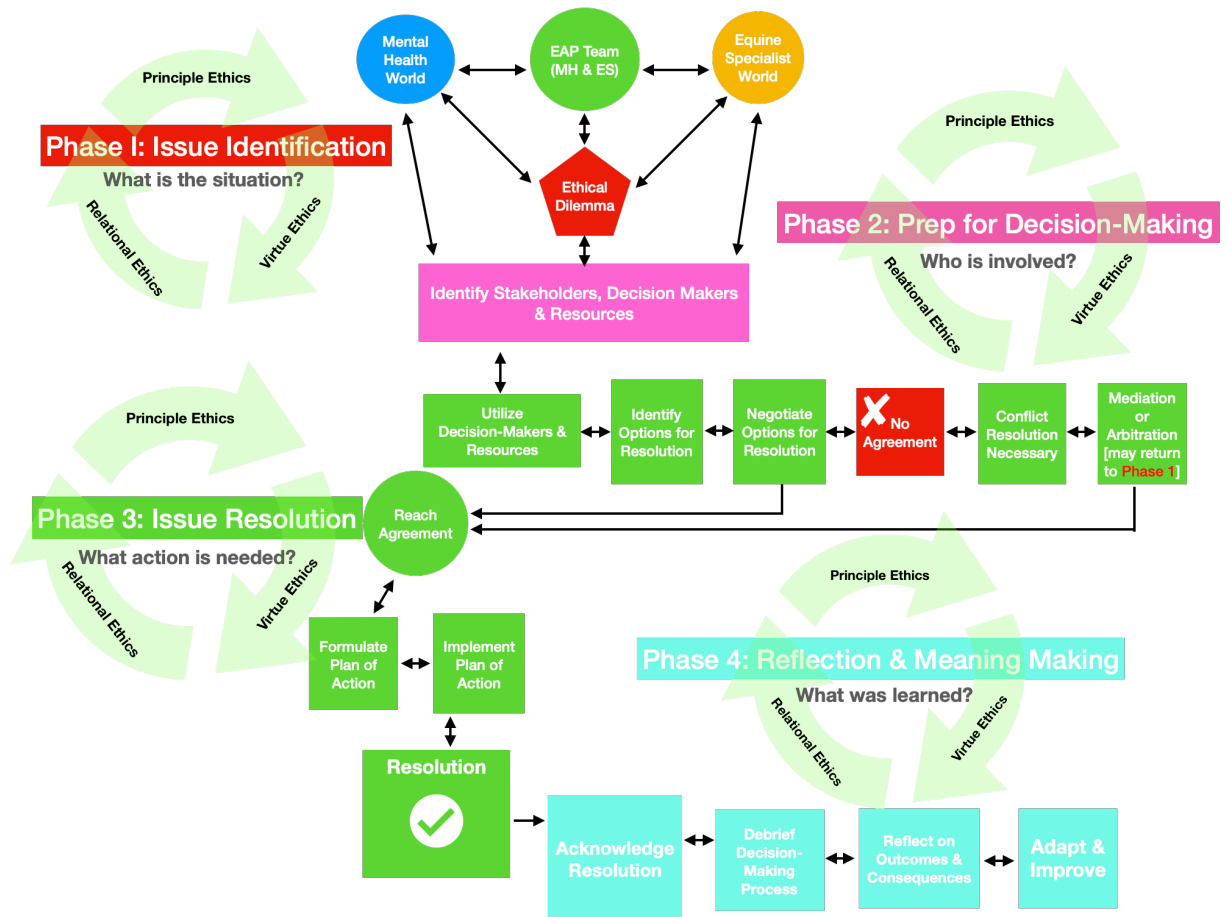 Mental
Health
World
EAP Team
(MH & ES)
Equine
Specialist
World
Principle Ethics
Phase I: Issue Identification
What is the situation?
Relational Ethics
Virtue Ethics
Ethical
Dilemma
Principle Ethics
Phase 2: Prep for Decision-Making
Who is involved?
Relational Ethics
Virtue Ethics
Identify Stakeholders, Decision Makers
& Resources
Utilize
Decision-Makers &
Resources
Identify
Options for
Resolution
Negotiate
Options for
Resolution
No
Agreement
Conflict
Resolution
Necessary
Mediation
or
Arbitration
[may return
to Phase 1]
Principle Ethics
Phase 3: Issue Resolution
What action is needed?
Relational Ethics
Virtue Ethics
Reach
Agreement
Formulate
Plan of
Action
Implement
Plan of
Action
Resolution
Principle Ethics
Phase 4: Reflection & Meaning Making
What was learned?
Relational Ethics
Virtue Ethics
Acknowledge
Resolution
Debrief
Decision-
Making
Process
Reflect on
Outcomes &
Consequences
Adapt &
Improve